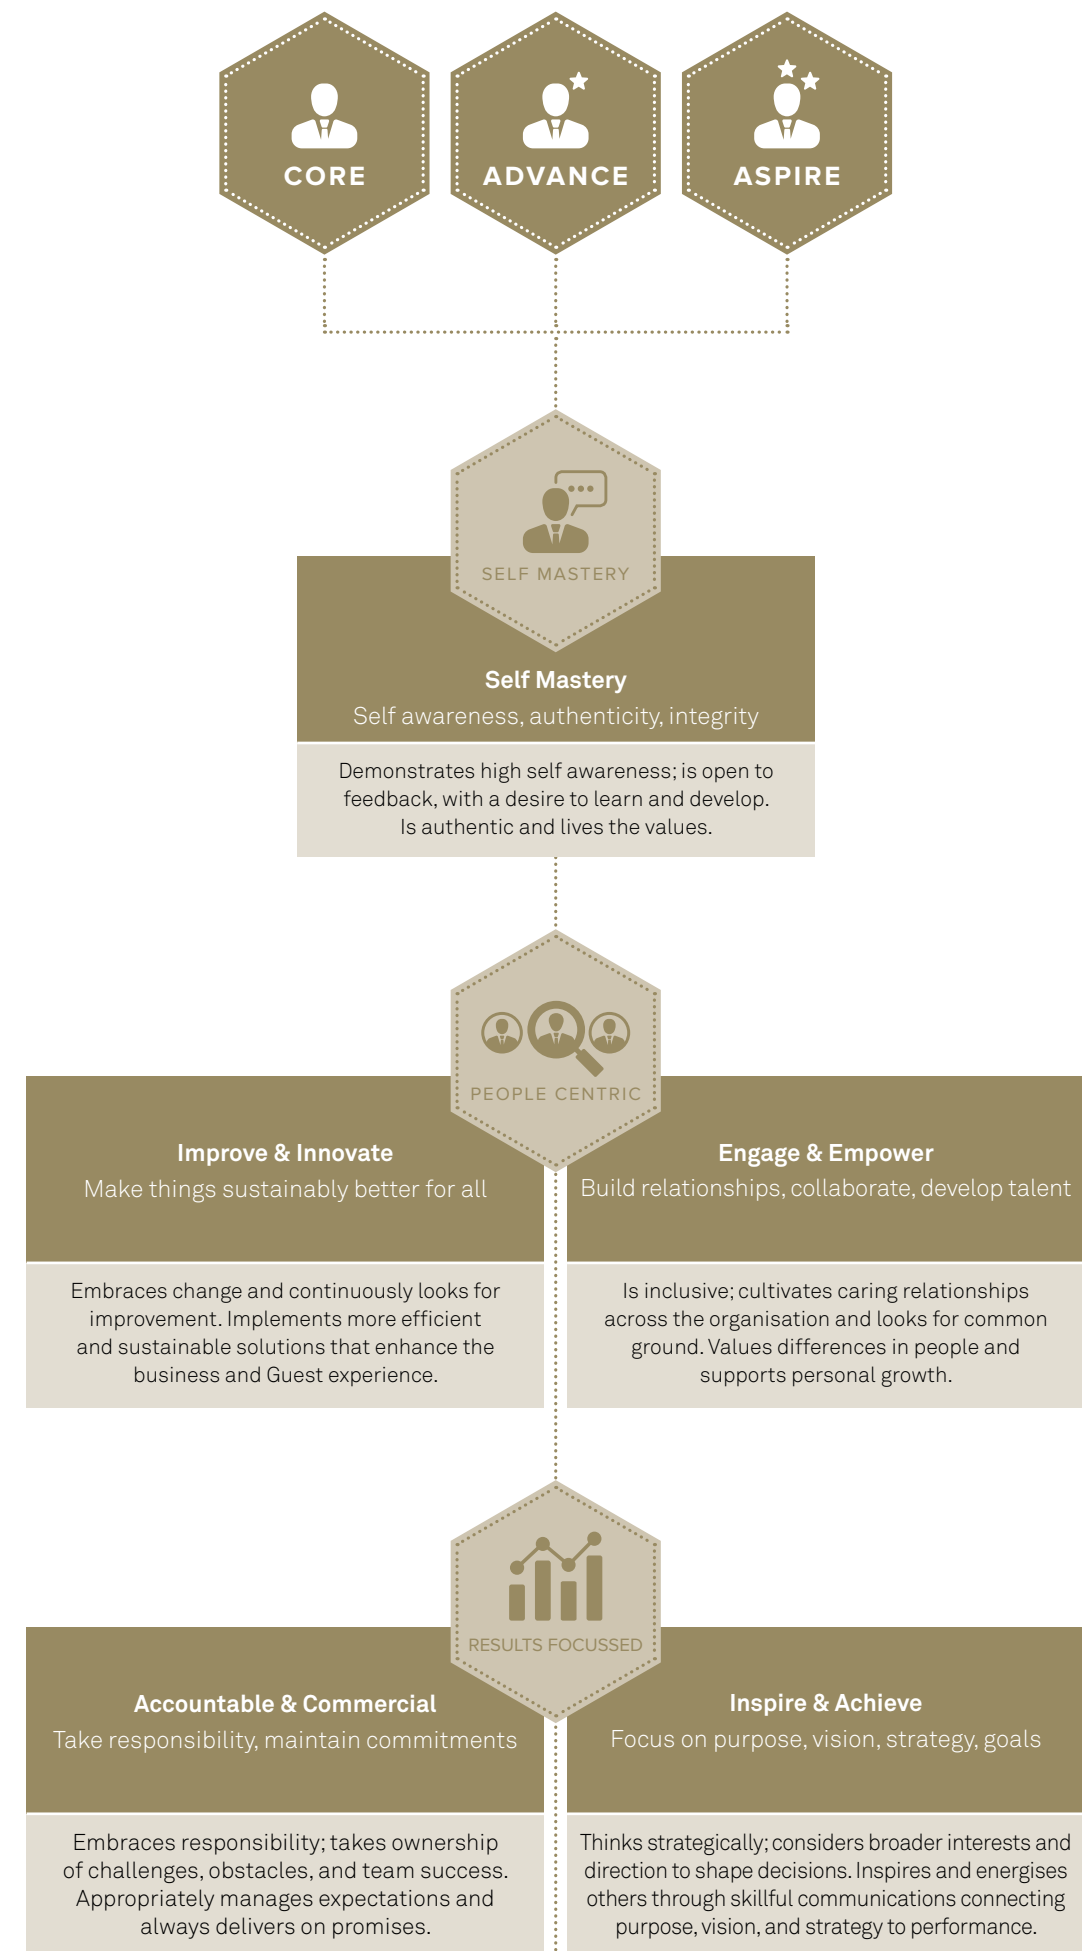 CORE
ADVANCE
ASPIRE
SELF MASTERY
Self Mastery
Self awareness, authenticity, integrity
Demonstrates high self awareness; is open to
feedback, with a desire to learn and develop.
Is authentic and lives the values.
PEOPLE CENTRIC
Improve & Innovate
Make things sustainably better for all
Embraces change and continuously looks for
improvement. Implements more efficient
and sustainable solutions that enhance the
business and Guest experience.
Engage & Empower
Build relationships, collaborate, develop talent
Is inclusive; cultivates caring relationships
across the organisation and looks for common
ground. Values differences in people and
supports personal growth.
RESULTS FOCUSSED
Accountable & Commercial
Take responsibility, maintain commitments
Embraces responsibility; takes ownership
of challenges, obstacles, and team success.
Appropriately manages expectations and
always delivers on promises.
Inspire & Achieve
Focus on purpose, vision, strategy, goals
Thinks strategically; considers broader interests and
direction to shape decisions. Inspires and energises
others through skillful communications connecting
purpose, vision, and strategy to performance.